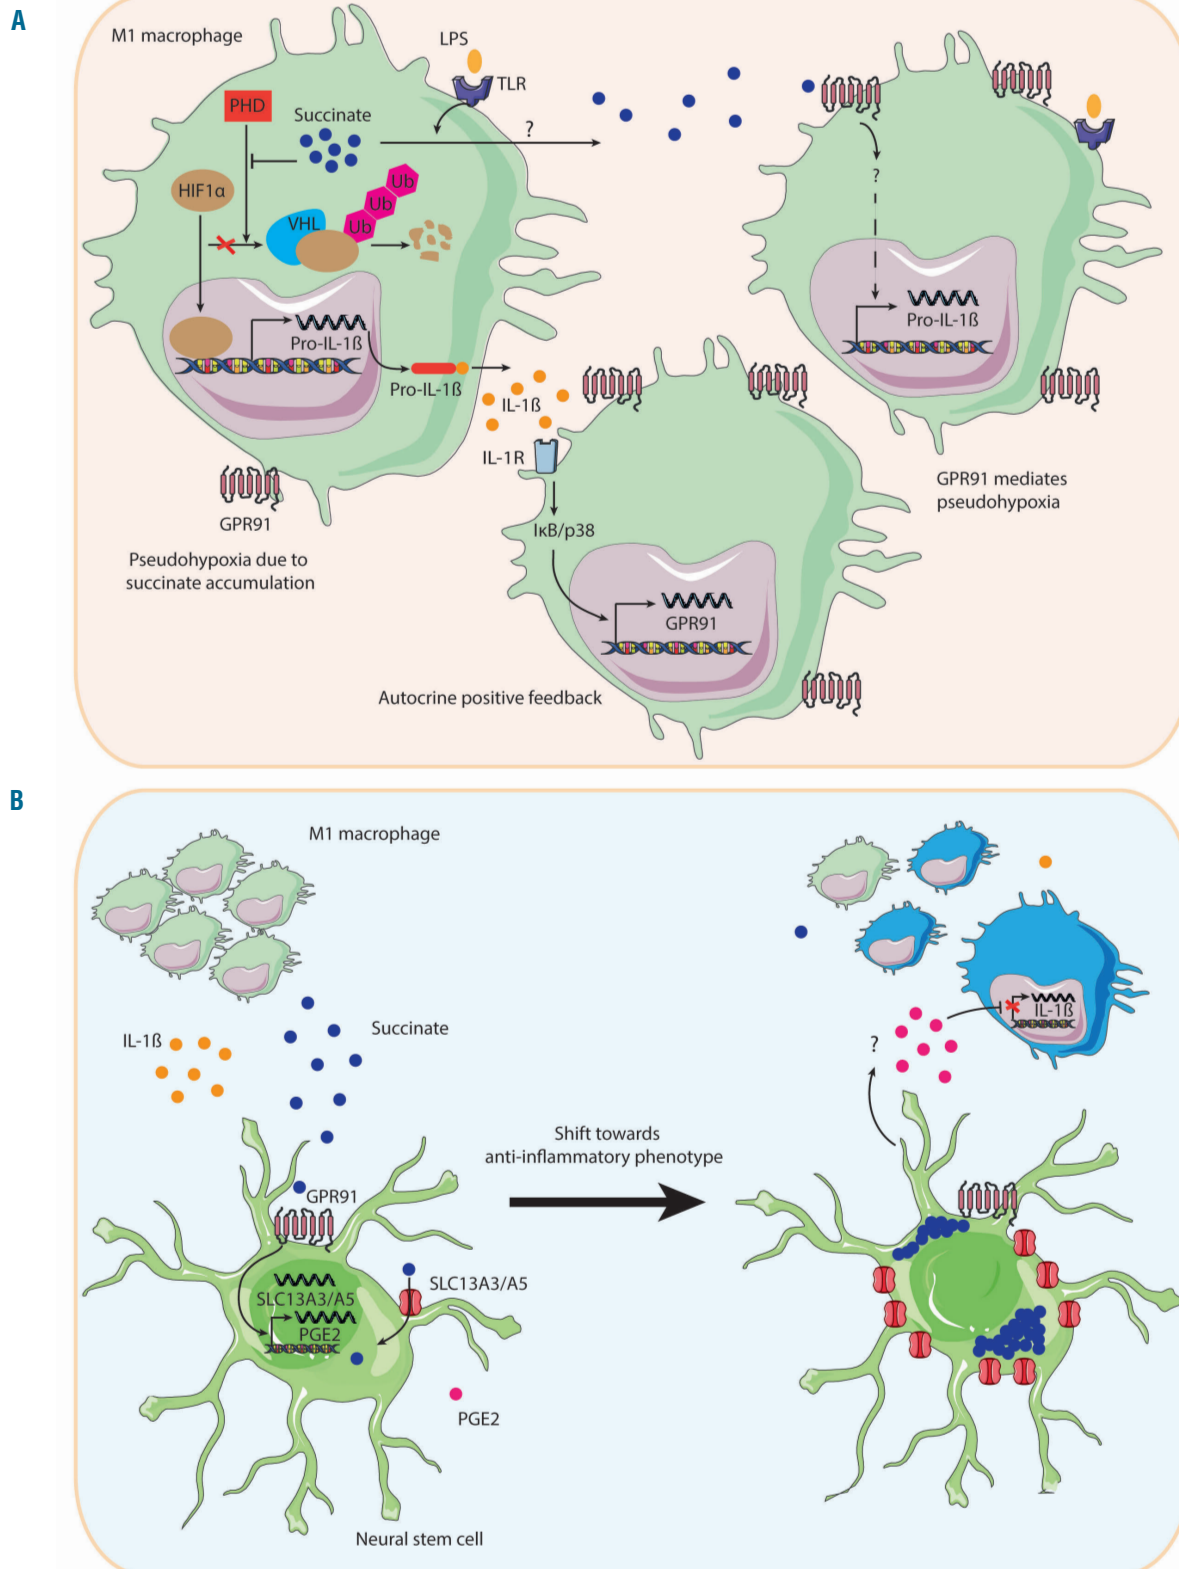 A
M1 macrophage
LPS
TLR
PHD
Succinate
?
HIF1α
Ub
Ub
Ub
VHL
?
Pro-IL-1ß
Pro-IL-1ß
Pro-IL-1ß
IL-1ß
IL-1R
GPR91
IκB/p38
GPR91 mediates
pseudohypoxia
Pseudohypoxia due to
succinate accumulation
GPR91
Autocrine positive feedback
B
M1 macrophage
Succinate
IL-1ß
IL-1ß
?
Shift towards
anti-inflammatory phenotype
GPR91
SLC13A3/A5
SLC13A3/A5
PGE2
PGE2
Neural stem cell